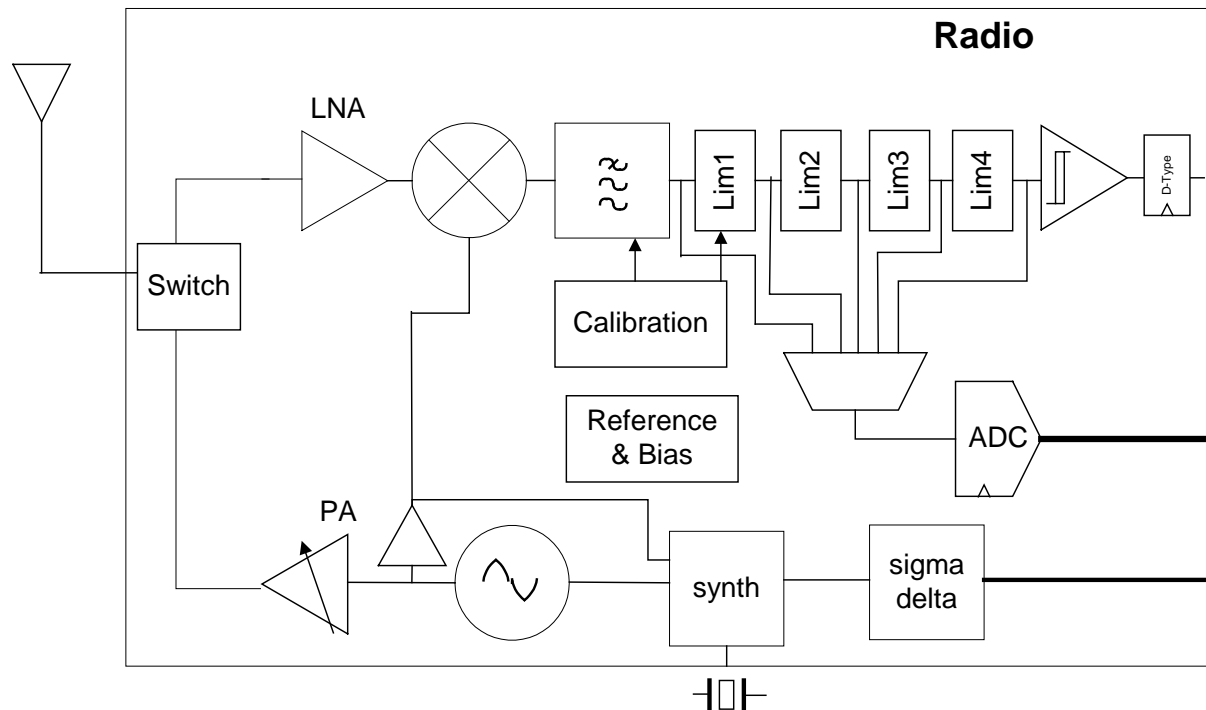 Radio
LNA
Lim1
Lim2
Lim3
Lim4
D-Type
Switch
Calibration
Reference
& Bias
ADC
PA
synth
sigma
delta